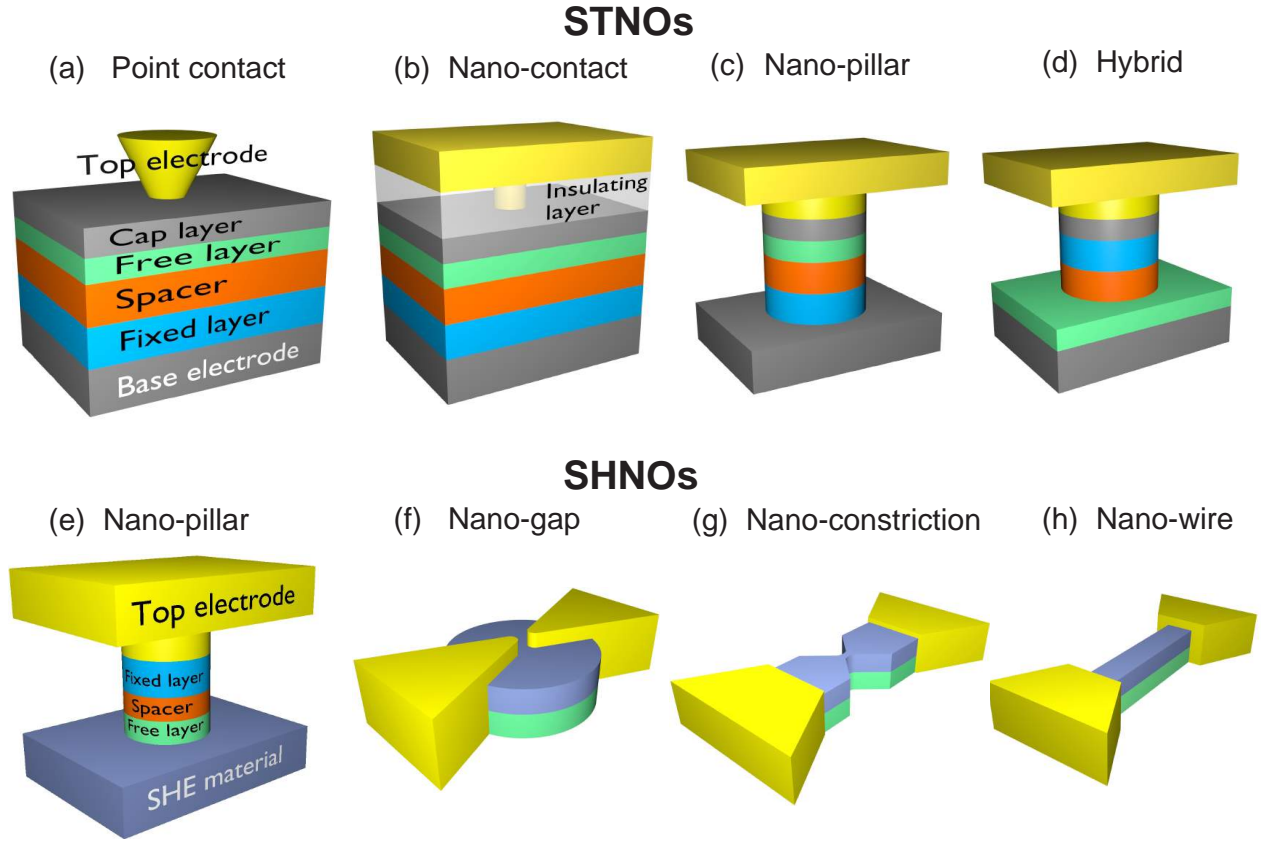 STNOs
(a) Point contact
(b) Nano-contact
(c) Nano-pillar
(d) Hybrid
Top electrode
Cap layer
Free layer
Spacer
Fixed layer
Base electrode
Insulating
layer
SHNOs
(e) Nano-pillar
(f) Nano-gap
(g) Nano-constriction
(h) Nano-wire
Top electrode
Fixed layer
Spacer
Free layer
SHE material